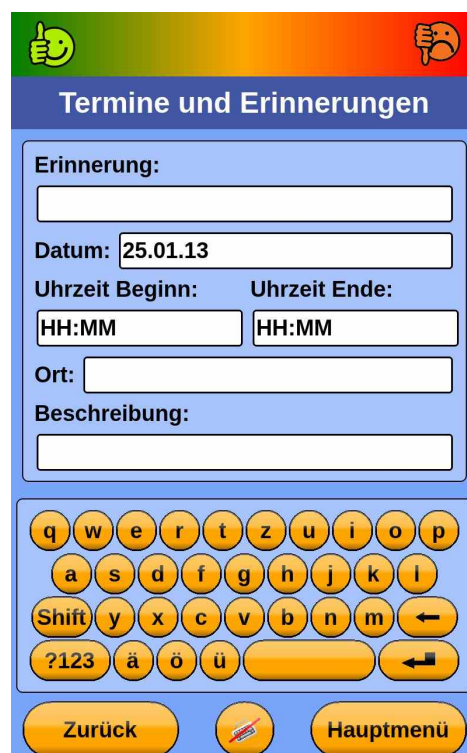 Termine und Erinnerungen
Erinnerung:
Datum: 25.01.13
Uhrzeit Beginn: Uhrzeit Ende:
HH:MM HH:MM
Ort:
Beschreibung:
q w e r t z u i o p
a s d f g h j k l
Shift y x c v b n m
?123 ä ö ü
Zurück Hauptmenü